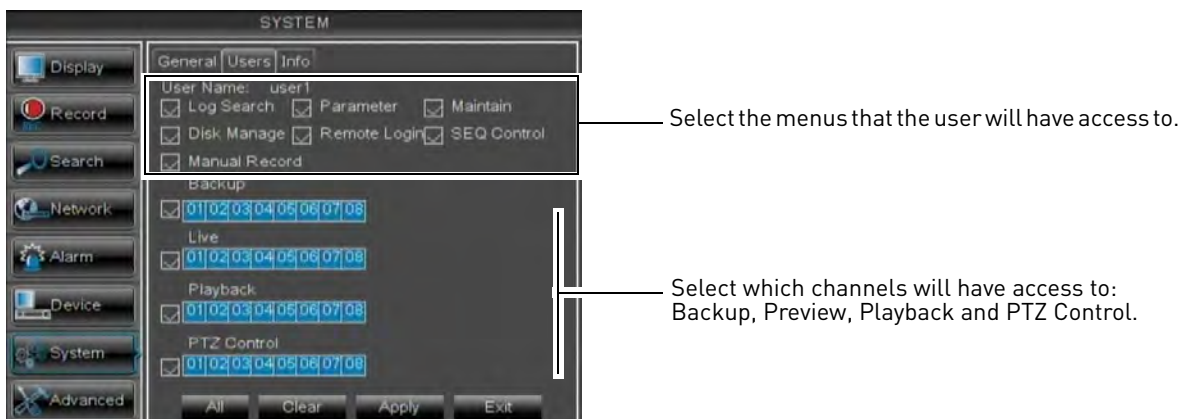 SYSTEM
Display
Record
REC
Search
Network
Alarm
Device
System
Advanced
General Users Info
User Name: user1
Log Search Parameter Maintain
Disk Manage Remote Login SEQ Control
Manual Record
Backup
01 02 03 04 05 06 07 08
Live
01 02 03 04 05 06 07 08
Playback
01 02 03 04 05 06 07 08
PTZ Control
01 02 03 04 05 06 07 08
All Clear Apply Exit
Select the menus that the user will have access to.
Select which channels will have access to:
Backup, Preview, Playback and PTZ Control.